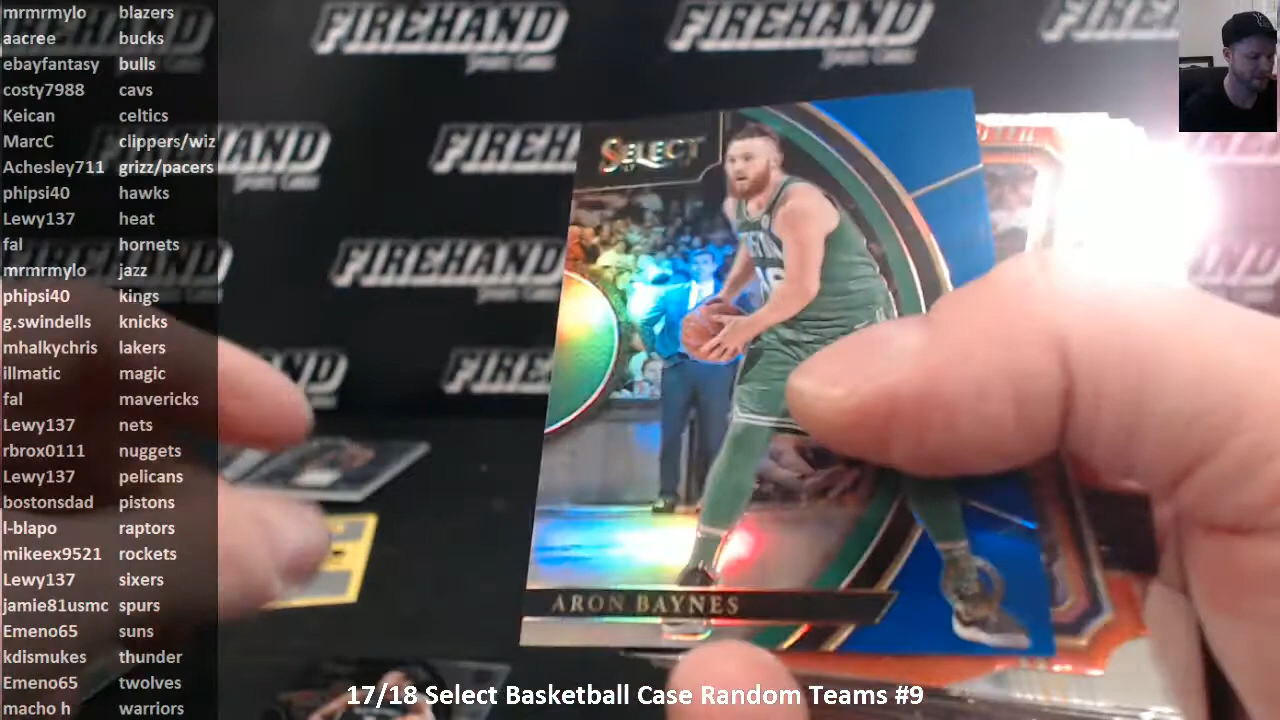 mrmrmylo blazers
aacree bucks
ebayfantasy bulls
costy7988 cavs
Keican celtics
MarcC clippers/wiz
Achesley711 grizz/pacers
phipsi40 hawks
Lewy137 heat
fal hornets
mrmrmylo jazz
phipsi40 kings
g.swindells knicks
mhalkychris lakers
illmatic magic
fal mavericks
Lewy137 nets
rbrox0111 nuggets
Lewy137 pelicans
bostonsdad pistons
l-blapo raptors
mikeex9521 rockets
Lewy137 sixers
jamie81usmc spurs
Emeno65 suns
kdismukes thunder
Emeno65 twolves
macho h warriors
FIREHAND
FIREHAND
SELECT
FIREHAND
ARON BAYNES
17/18 Select Basketball Case Random Teams #9